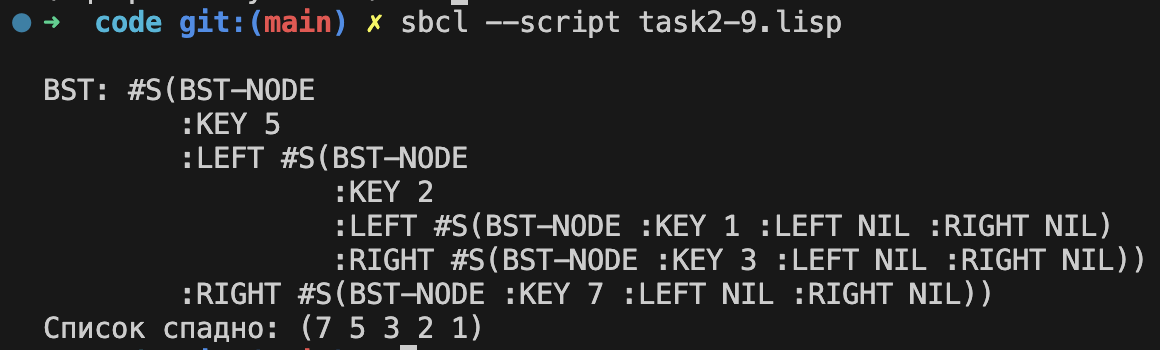 ➜ code git:(main) ✗ sbcl --script task2-9.lisp
BST: #S(BST-NODE
:KEY 5
:LEFT #S(BST-NODE
:KEY 2
:LEFT #S(BST-NODE :KEY 1 :LEFT NIL :RIGHT NIL)
:RIGHT #S(BST-NODE :KEY 3 :LEFT NIL :RIGHT NIL))
:RIGHT #S(BST-NODE :KEY 7 :LEFT NIL :RIGHT NIL))
Список спадно: (7 5 3 2 1)